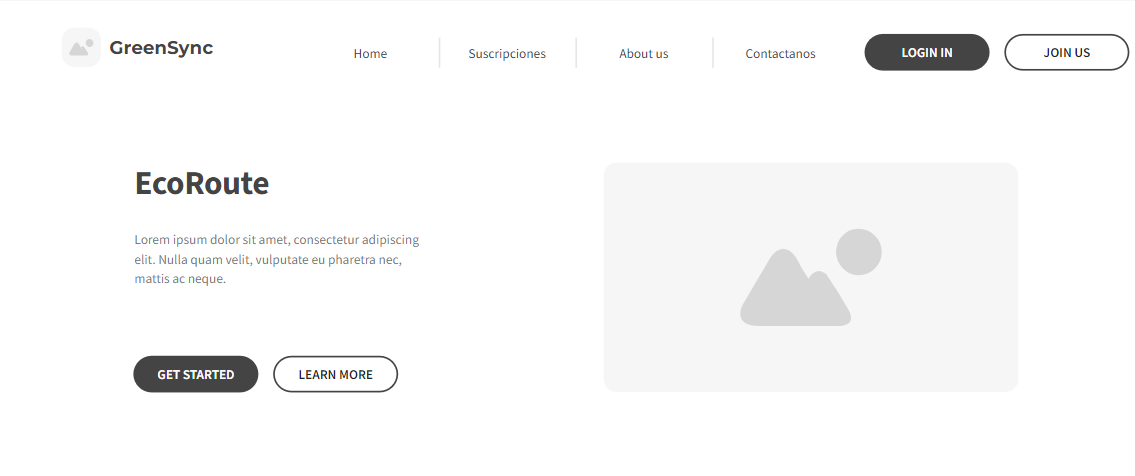 GreenSync
Home
Suscripciones
About us
Contactanos
LOGIN IN
JOIN US
EcoRoute
Lorem ipsum dolor sit amet, consectetur adipiscing
elit. Nulla quam velit, vulputate eu pharetra nec,
mattis ac neque.
GET STARTED
LEARN MORE